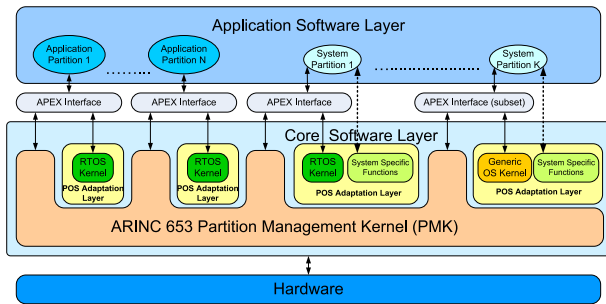 Application Software Layer
Application
Partition 1
Application
Partition N
System
Partition 1
System
Partition K
APEX Interface
APEX Interface
APEX Interface
APEX Interface (subset)
Core Software Layer
RTOS
Kernel
POS Adaptation
Layer
RTOS
Kernel
POS Adaptation
Layer
RTOS
Kernel
System Specific
Functions
POS Adaptation Layer
Generic
OS Kernel
System Specific
Functions
POS Adaptation Layer
ARINC 653 Partition Management Kernel (PMK)
Hardware